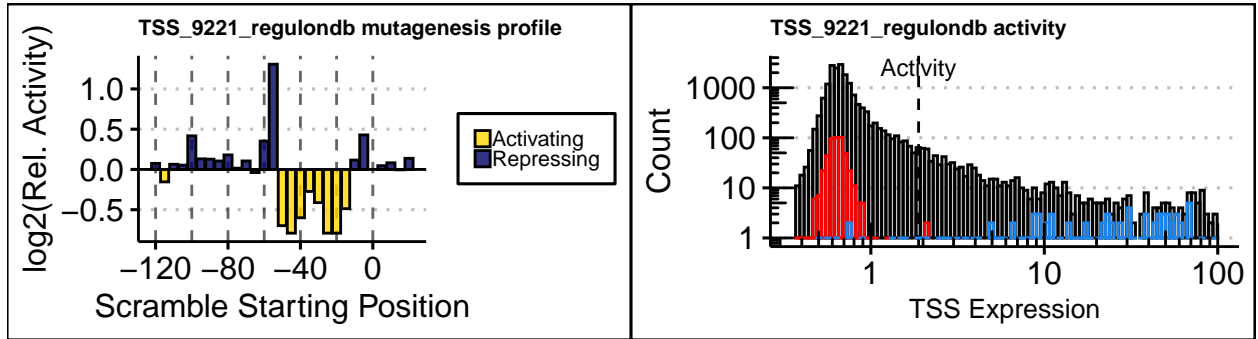 TSS_9221_regulondb mutagenesis profile
log2(Rel. Activity)
1.0
0.5
0.0
−0.5
−120 −80 −40 0
Scramble Starting Position
Activating
Repressing
TSS_9221_regulondb activity
Activity
Count
1000
100
10
1
1 10 100
TSS Expression